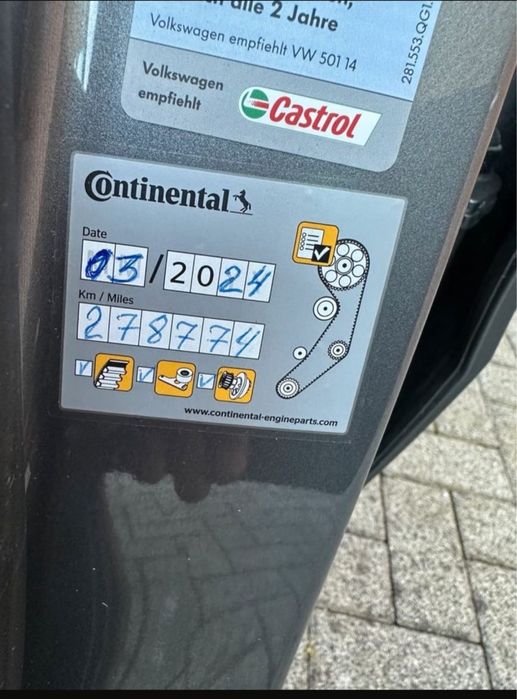 alle 2 Jahre
Volkswagen empfiehlt VW 501 14
281.553.QG1
Volkswagen
empfiehlt
Castrol
Continental
Date
03/2024
Km / Miles
278774
www.continental-engineparts.com